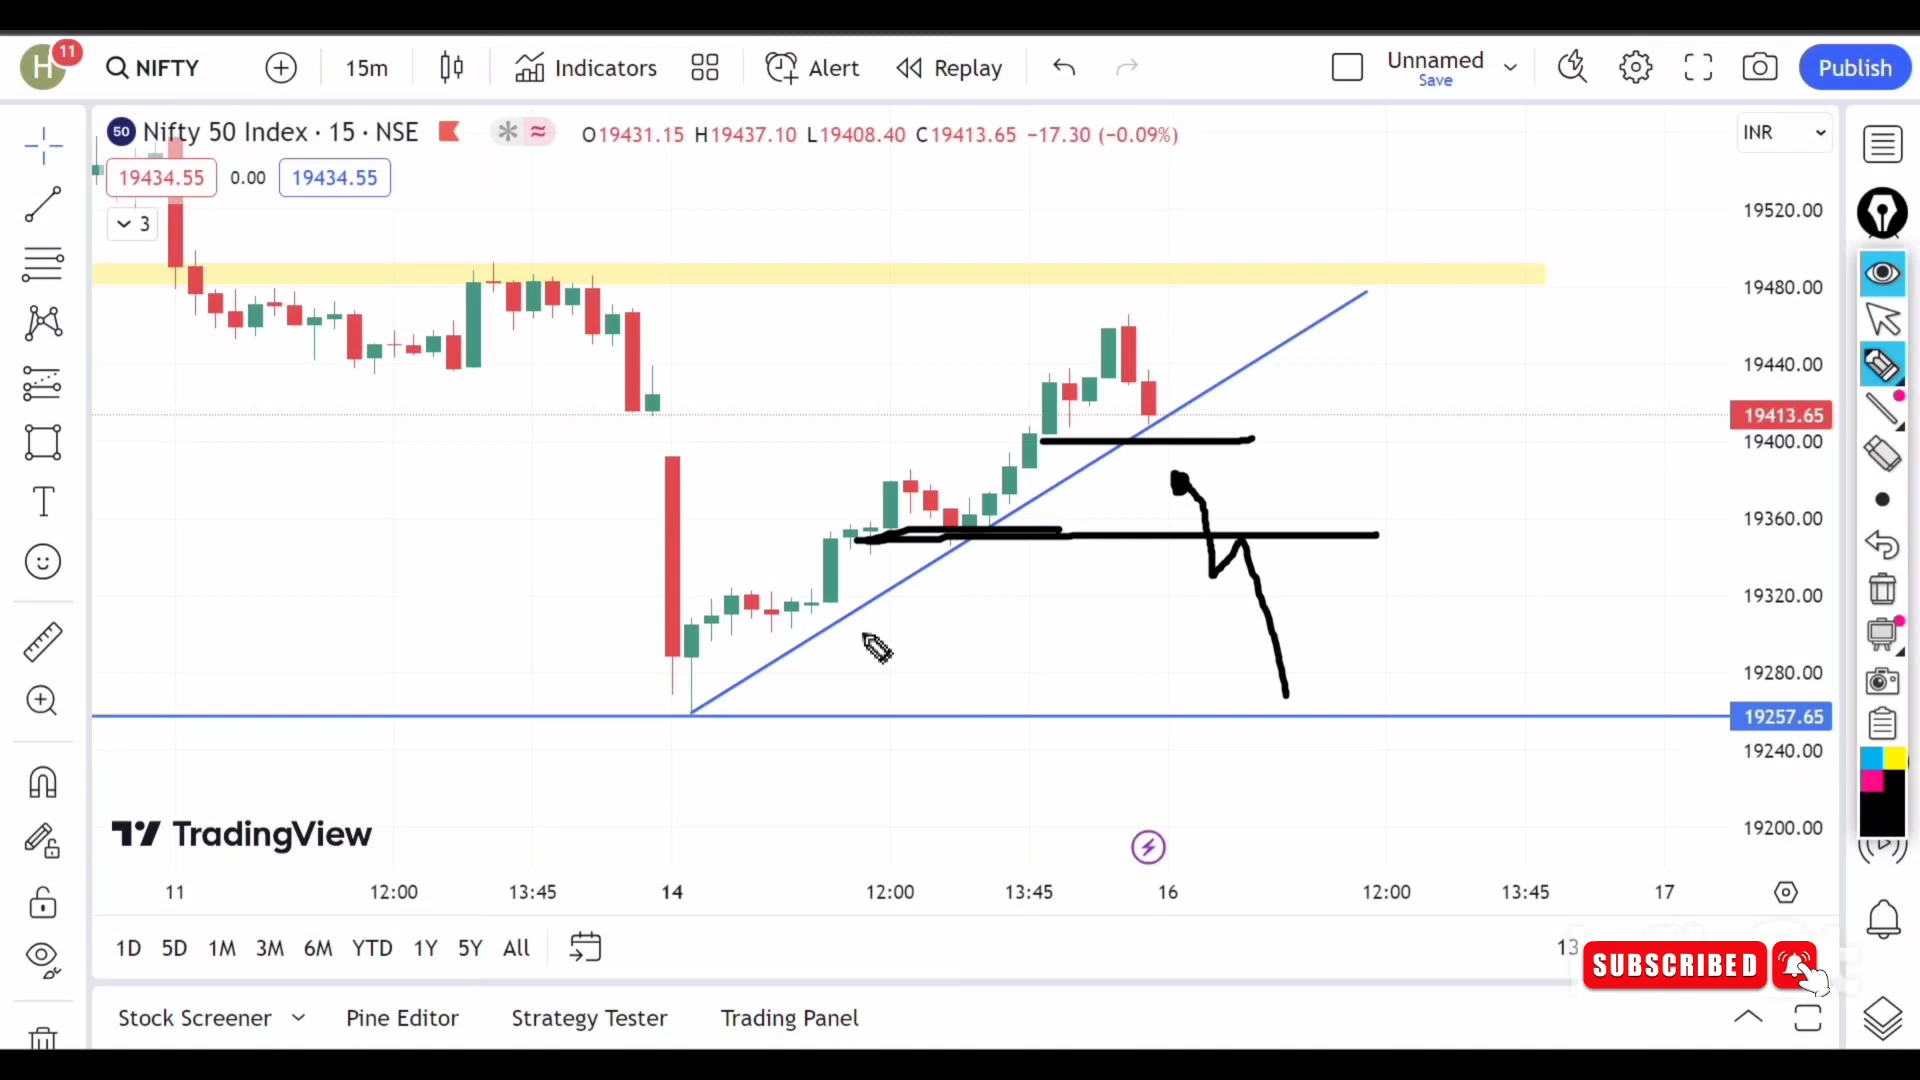 H 11 NIFTY 15m Indicators Alert Replay Unnamed Save Publish
50 Nifty 50 Index · 15 · NSE O19431.15 H19437.10 L19408.40 C19413.65 −17.30 (−0.09%) INR
19434.55 0.00 19434.55
3
19520.00
19480.00
19440.00
19413.65
19400.00
19360.00
19320.00
19280.00
19257.65
19240.00
19200.00
TradingView
11 12:00 13:45 14 12:00 13:45 16 12:00 13:45 17
1D 5D 1M 3M 6M YTD 1Y 5Y All 13
SUBSCRIBED
Stock Screener Pine Editor Strategy Tester Trading Panel